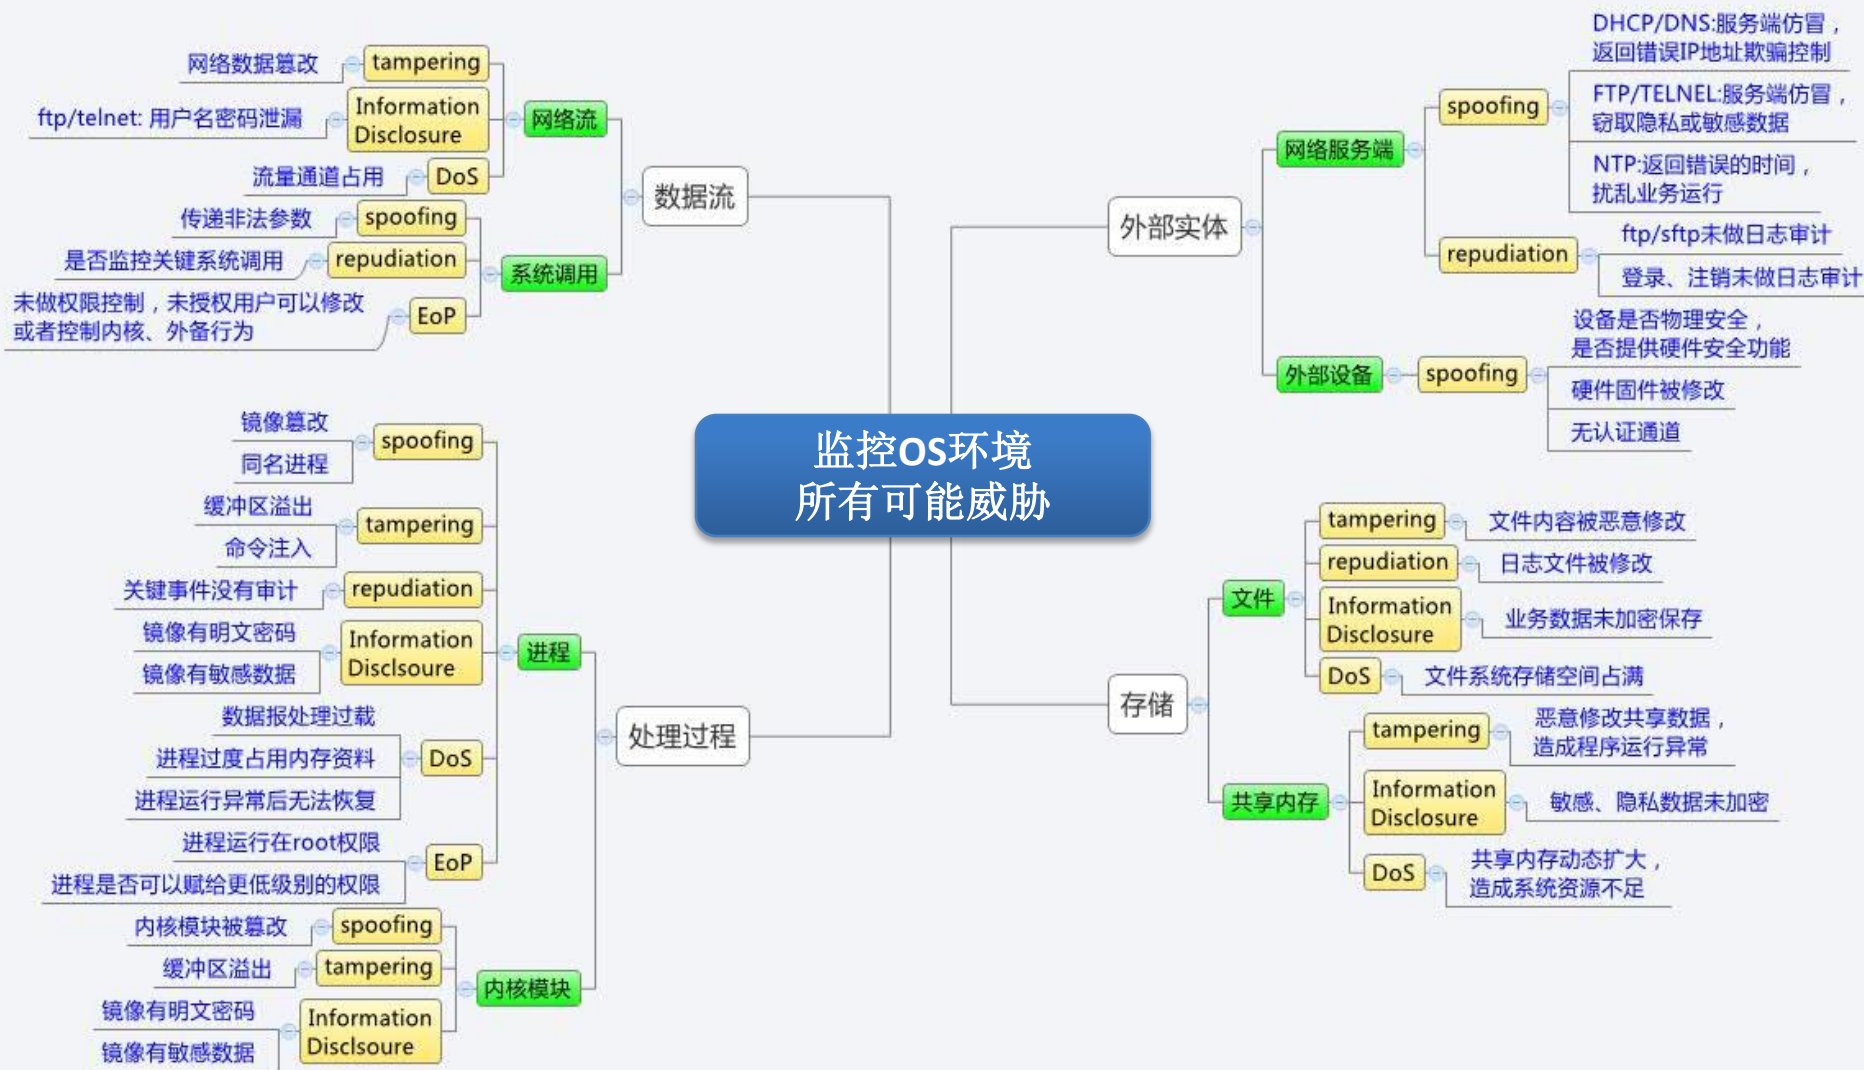 监控OS环境
所有可能威胁
数据流
网络流
tampering
网络数据篡改
Information
Disclosure
ftp/telnet: 用户名密码泄漏
DoS
流量通道占用
系统调用
spoofing
传递非法参数
repudiation
是否监控关键系统调用
EoP
未做权限控制，未授权用户可以修改
或者控制内核、外备行为
处理过程
进程
spoofing
镜像篡改
同名进程
tampering
缓冲区溢出
命令注入
repudiation
关键事件没有审计
Information
Disclsoure
镜像有明文密码
镜像有敏感数据
DoS
数据报处理过载
进程过度占用内存资料
进程运行异常后无法恢复
EoP
进程运行在root权限
进程是否可以赋给更低级别的权限
内核模块
spoofing
内核模块被篡改
tampering
缓冲区溢出
Information
Disclsoure
镜像有明文密码
镜像有敏感数据
外部实体
网络服务端
spoofing
DHCP/DNS:服务端仿冒，
返回错误IP地址欺骗控制
FTP/TELNEL:服务端仿冒，
窃取隐私或敏感数据
NTP:返回错误的时间，
扰乱业务运行
repudiation
ftp/sftp未做日志审计
登录、注销未做日志审计
外部设备
spoofing
设备是否物理安全，
是否提供硬件安全功能
硬件固件被修改
无认证通道
存储
文件
tampering
文件内容被恶意修改
repudiation
日志文件被修改
Information
Disclosure
业务数据未加密保存
DoS
文件系统存储空间占满
共享内存
tampering
恶意修改共享数据，
造成程序运行异常
Information
Disclosure
敏感、隐私数据未加密
DoS
共享内存动态扩大，
造成系统资源不足